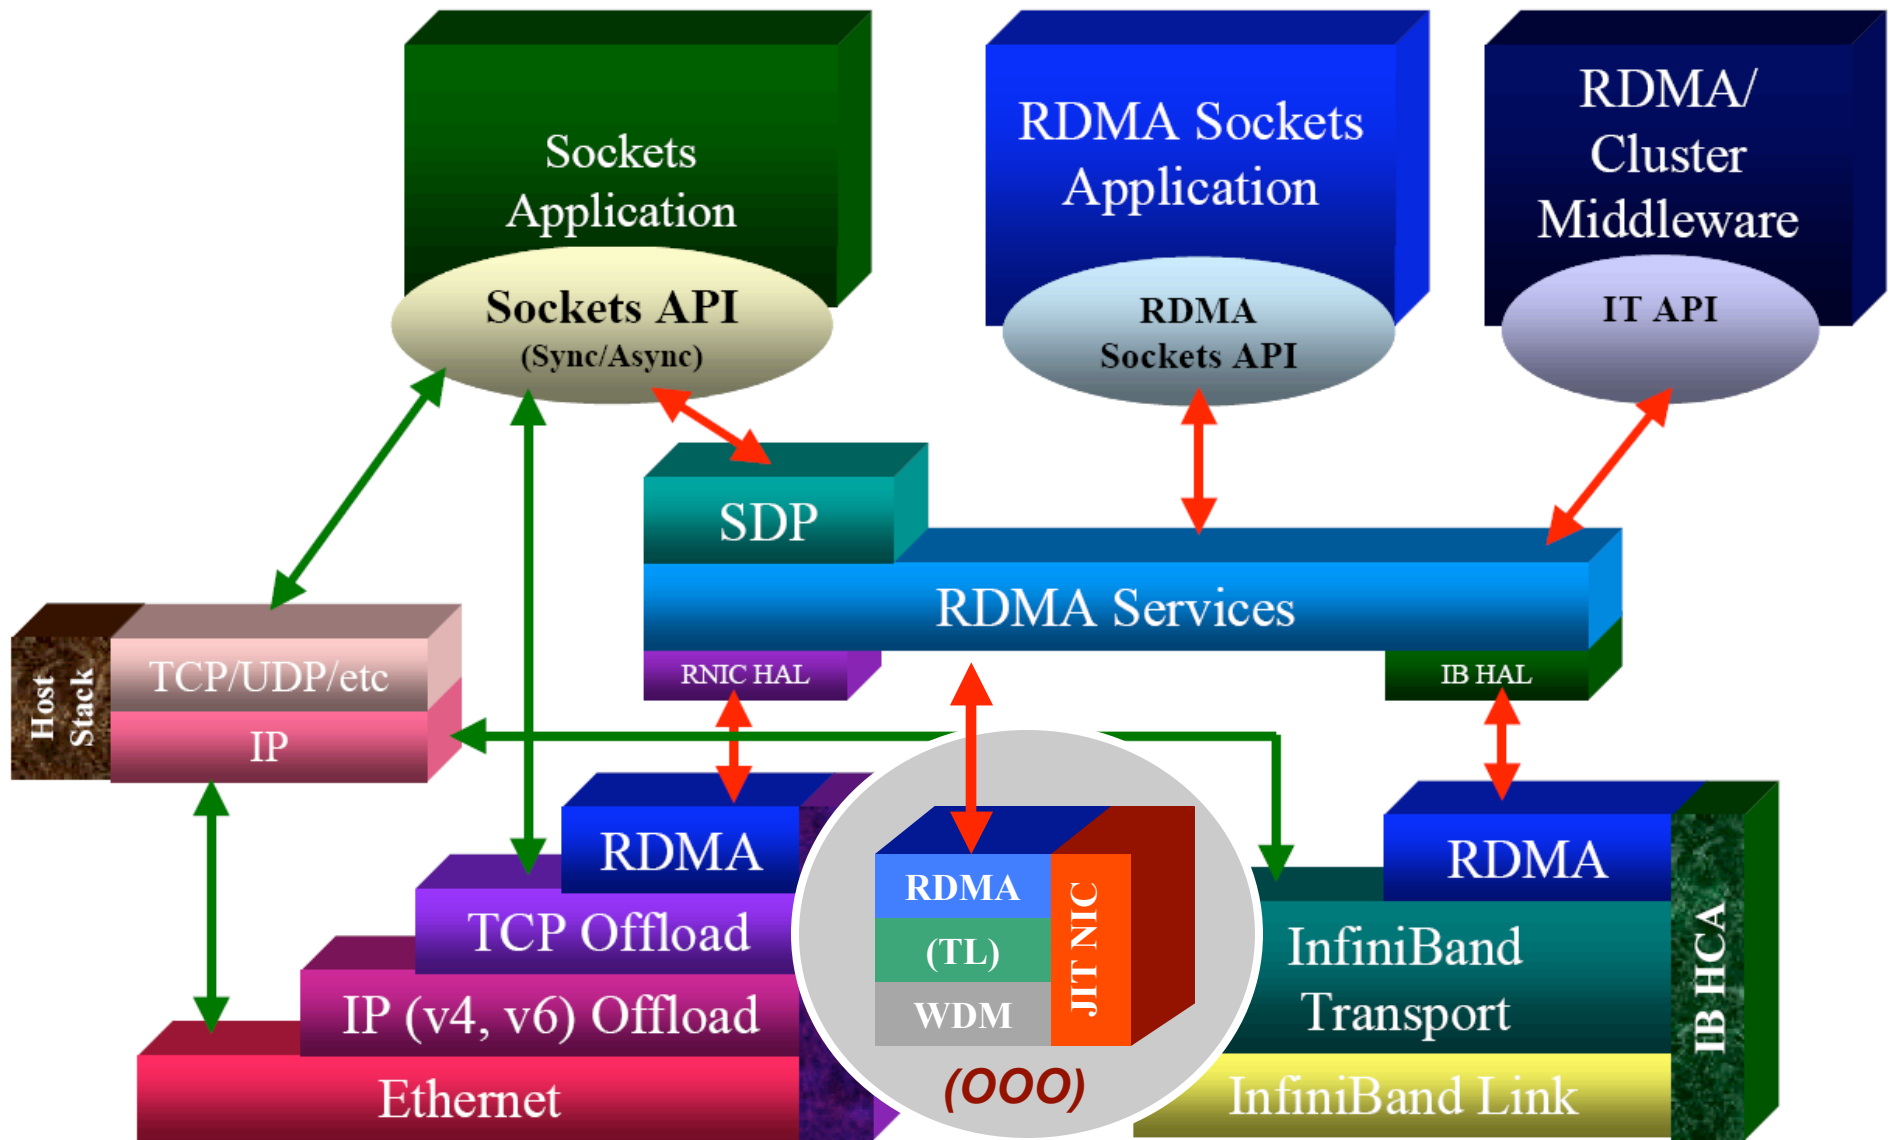 Sockets
Application
Sockets API
(Sync/Async)
RDMA Sockets
Application
RDMA
Sockets API
RDMA/
Cluster
Middleware
IT API
SDP
RDMA Services
RNIC HAL
IB HAL
Host
Stack
TCP/UDP/etc
IP
RDMA
TCP Offload
IP (v4, v6) Offload
Ethernet
RDMA
(TL)
WDM
JIT NIC
(OOO)
RDMA
InfiniBand
Transport
InfiniBand Link
IB HCA